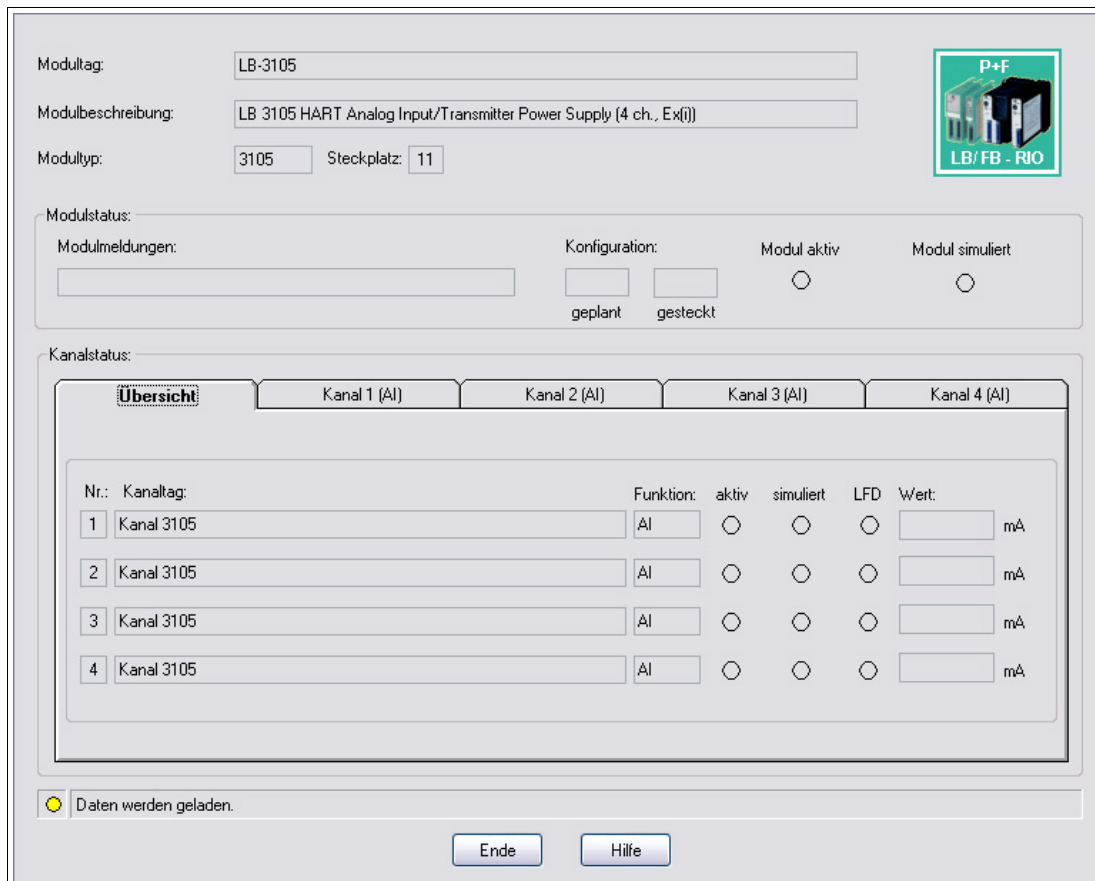 Modultag: LB-3105
P+F
Modulbeschreibung: LB 3105 HART Analog Input/Transmitter Power Supply (4 ch., Ex(i))
Modultyp: 3105 Steckplatz: 11
LB/FB - RIO
Modulstatus:
Modulmeldungen: Konfiguration: Modul aktiv Modul simuliert
geplant gesteckt
Kanalstatus:
Übersicht Kanal 1 (AI) Kanal 2 (AI) Kanal 3 (AI) Kanal 4 (AI)
Nr.: Kanaltag: Funktion: aktiv simuliert LFD Wert:
1 Kanal 3105 AI mA
2 Kanal 3105 AI mA
3 Kanal 3105 AI mA
4 Kanal 3105 AI mA
Daten werden geladen.
Ende Hilfe